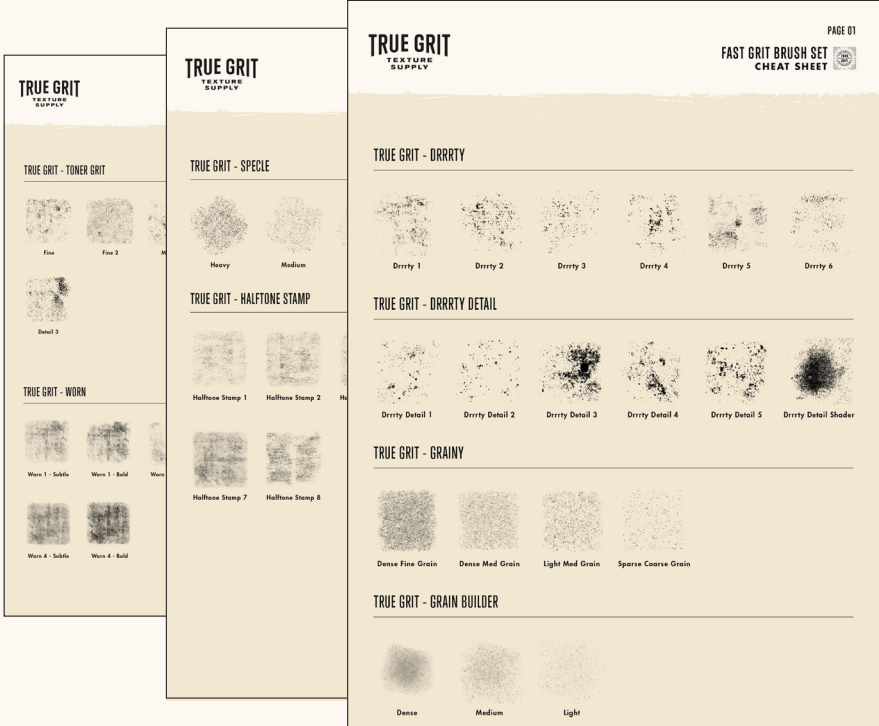 TRUE GRIT
TEXTURE
SUPPLY
TRUE GRIT - TONER GRIT
Fine
Fine 2
M
Detail 3
TRUE GRIT - WORN
Worn 1 - Subtle
Worn 1 - Bold
Worn
Worn 4 - Subtle
Worn 4 - Bold
TRUE GRIT
TEXTURE
SUPPLY
TRUE GRIT - SPECLE
Heavy
Medium
TRUE GRIT - HALFTONE STAMP
Halftone Stamp 1
Halftone Stamp 2
Ha
Halftone Stamp 7
Halftone Stamp 8
TRUE GRIT
TEXTURE
SUPPLY
PAGE 01
FAST GRIT BRUSH SET
CHEAT SHEET
TRUE GRIT - DRRRTY
Drrrty 1
Drrrty 2
Drrrty 3
Drrrty 4
Drrrty 5
Drrrty 6
TRUE GRIT - DRRRTY DETAIL
Drrrty Detail 1
Drrrty Detail 2
Drrrty Detail 3
Drrrty Detail 4
Drrrty Detail 5
Drrrty Detail Shader
TRUE GRIT - GRAINY
Dense Fine Grain
Dense Med Grain
Light Med Grain
Sparse Coarse Grain
TRUE GRIT - GRAIN BUILDER
Dense
Medium
Light